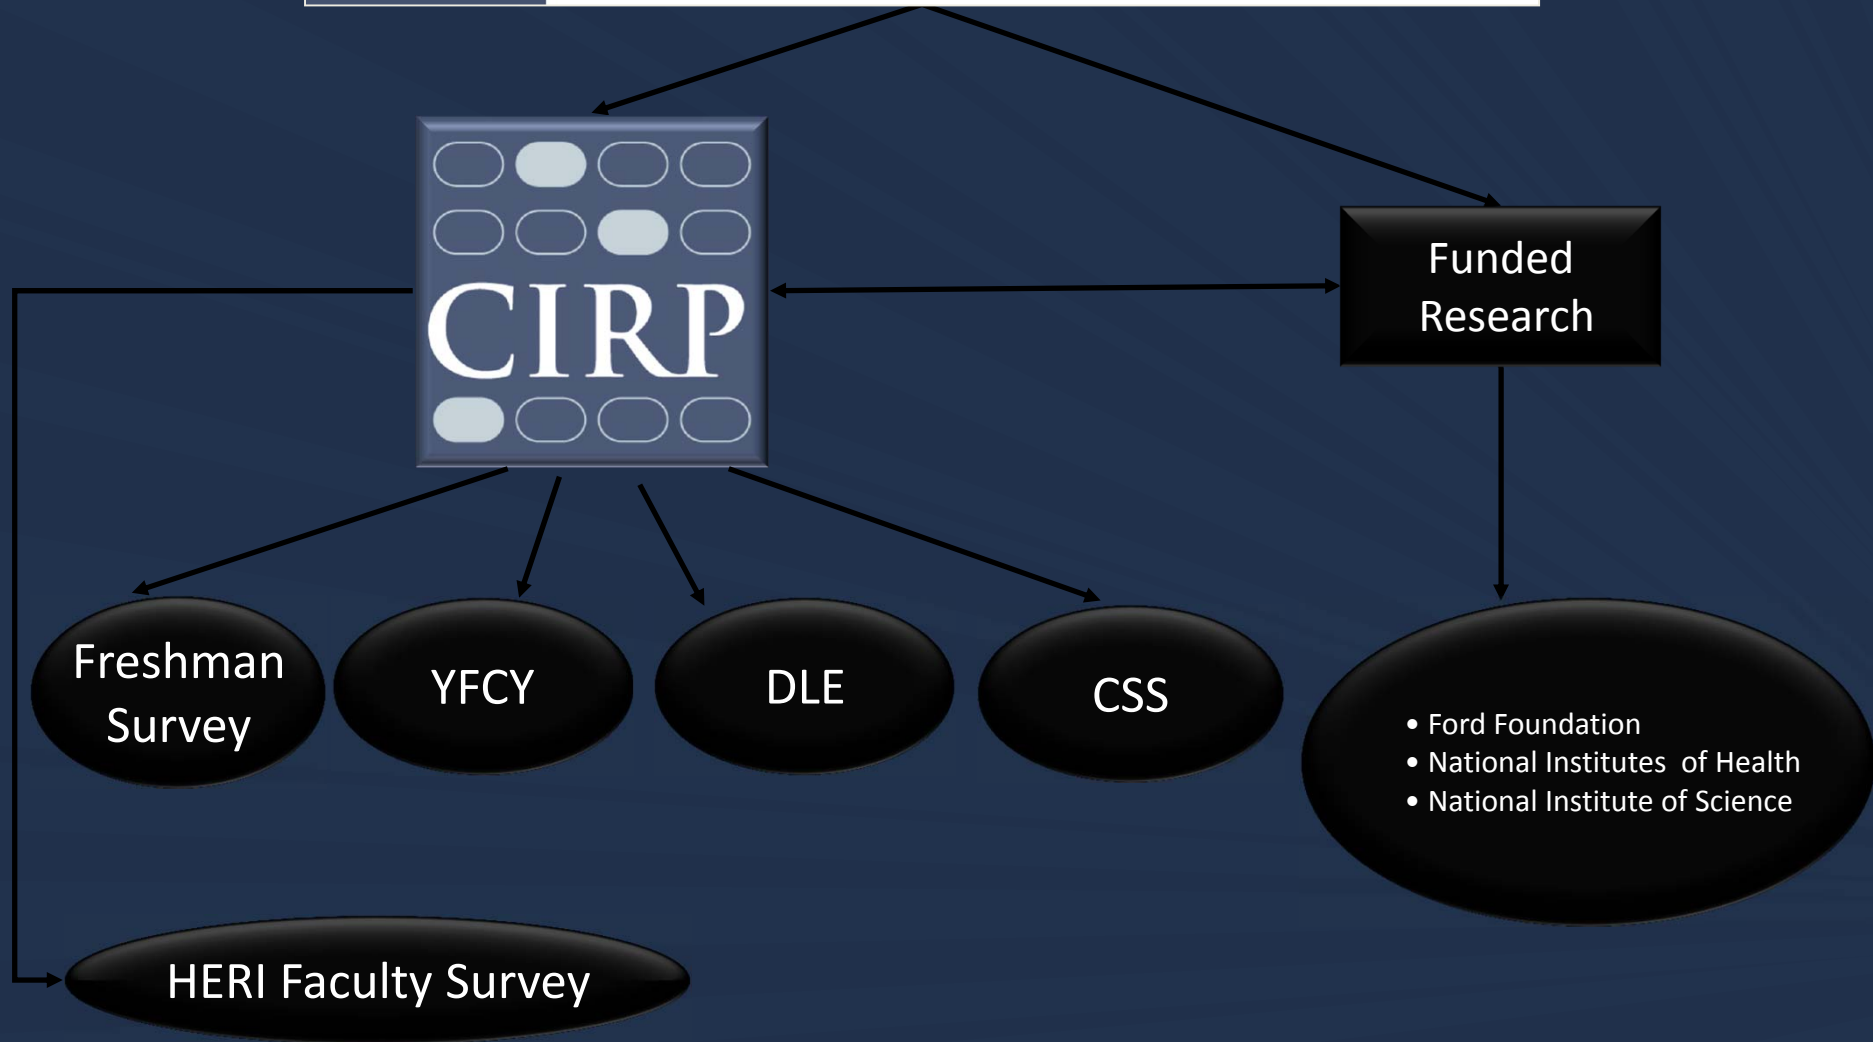 CIRP
Funded
Research
Freshman
Survey
YFCY
DLE
CSS
• Ford Foundation
• National Institutes  of Health
• National Institute of Science
HERI Faculty Survey